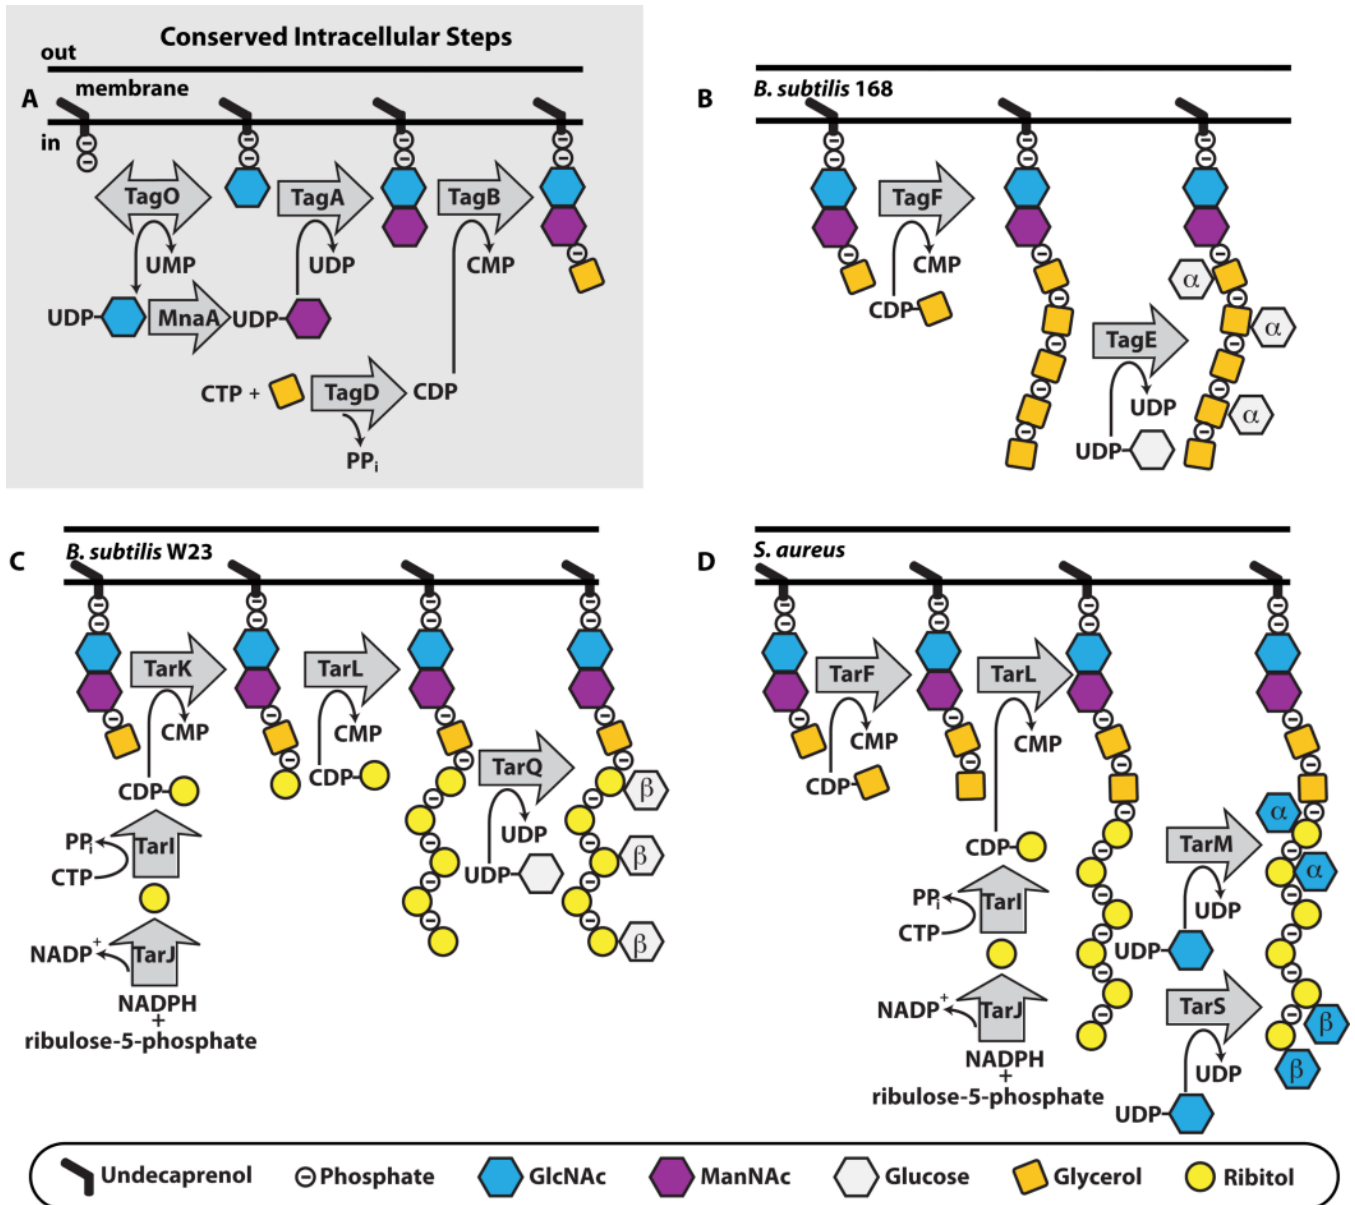 Conserved Intracellular Steps
out
membrane
A
in
TagO
TagA
TagB
UMP
UDP
CMP
UDP
MnaA
UDP
CTP +
TagD
CDP
PPi
B
B. subtilis 168
TagF
CMP
CDP
α
α
TagE
UDP
α
UDP
C
B. subtilis W23
TarK
TarL
CMP
CMP
CDP
CDP
TarQ
β
PPi
TarI
CTP
UDP
β
UDP
NADP+
TarJ
β
NADPH
+
ribulose-5-phosphate
D
S. aureus
TarF
TarL
CMP
CMP
CDP
α
TarM
CDP
α
PPi
TarI
CTP
UDP
UDP
NADP+
TarJ
TarS
β
NADPH
+
ribulose-5-phosphate
UDP
β
UDP
Undecaprenol
Phosphate
GlcNAc
ManNAc
Glucose
Glycerol
Ribitol